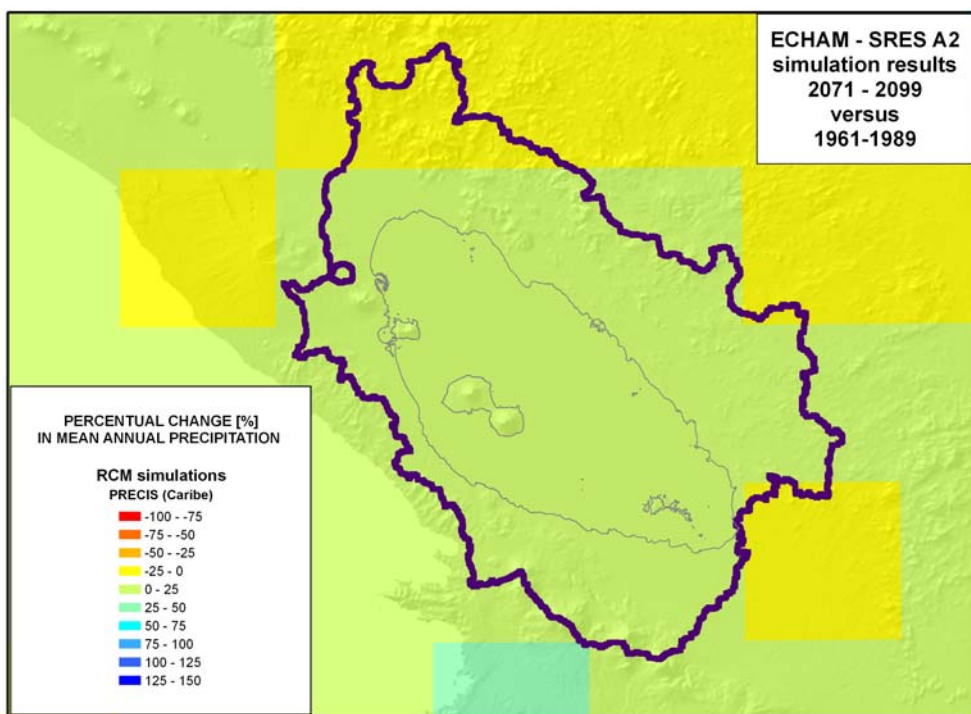 ECHAM - SRES A2
simulation results
2071 - 2099
versus
1961-1989
PERCENTUAL CHANGE [%]
IN MEAN ANNUAL PRECIPITATION
RCM simulations
PRECIS (Caribe)
-100 - -75
-75 - -50
-50 - -25
-25 - 0
0 - 25
25 - 50
50 - 75
75 - 100
100 - 125
125 - 150